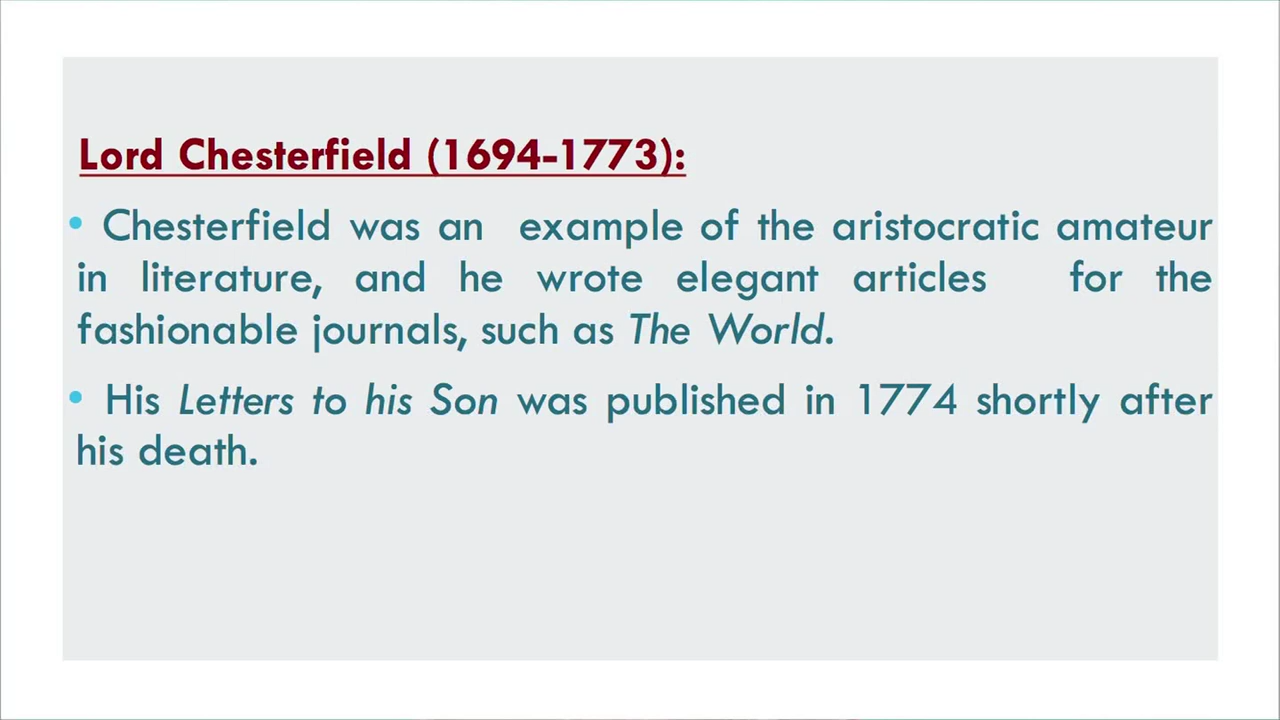 Lord Chesterfield (1694-1773):
• Chesterfield was an example of the aristocratic amateur
in literature, and he wrote elegant articles for the
fashionable journals, such as The World.
• His Letters to his Son was published in 1774 shortly after
his death.